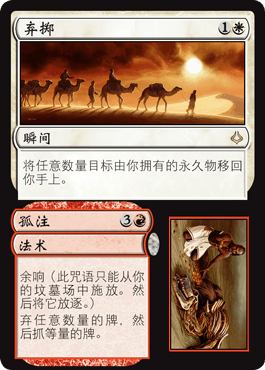 弃掷 1
瞬间
将任意数量目标由你拥有的永久物移回
你手上。
孤注 3
法术
余响（此咒语只能从你
的坟墓场中施放。然
后将它放逐。）
弃任意数量的牌，然
后抓等量的牌。